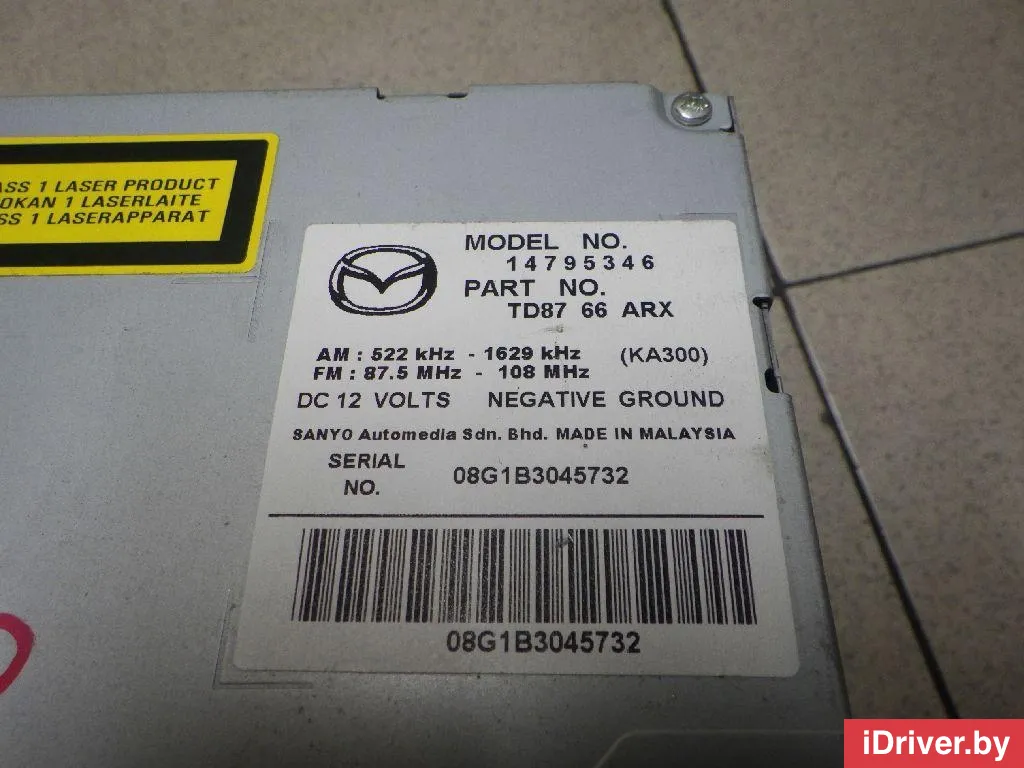 ASS 1 LASER PRODUCT
OKAN 1 LASERLAITE
SS 1 LASERAPPARAT
MODEL NO.
14795346
PART NO.
TD87 66 ARX
AM : 522 kHz - 1629 kHz (KA300)
FM : 87.5 MHz - 108 MHz
DC 12 VOLTS NEGATIVE GROUND
SANYO Automedia Sdn. Bhd. MADE IN MALAYSIA
SERIAL NO. 08G1B3045732
08G1B3045732
iDriver.by